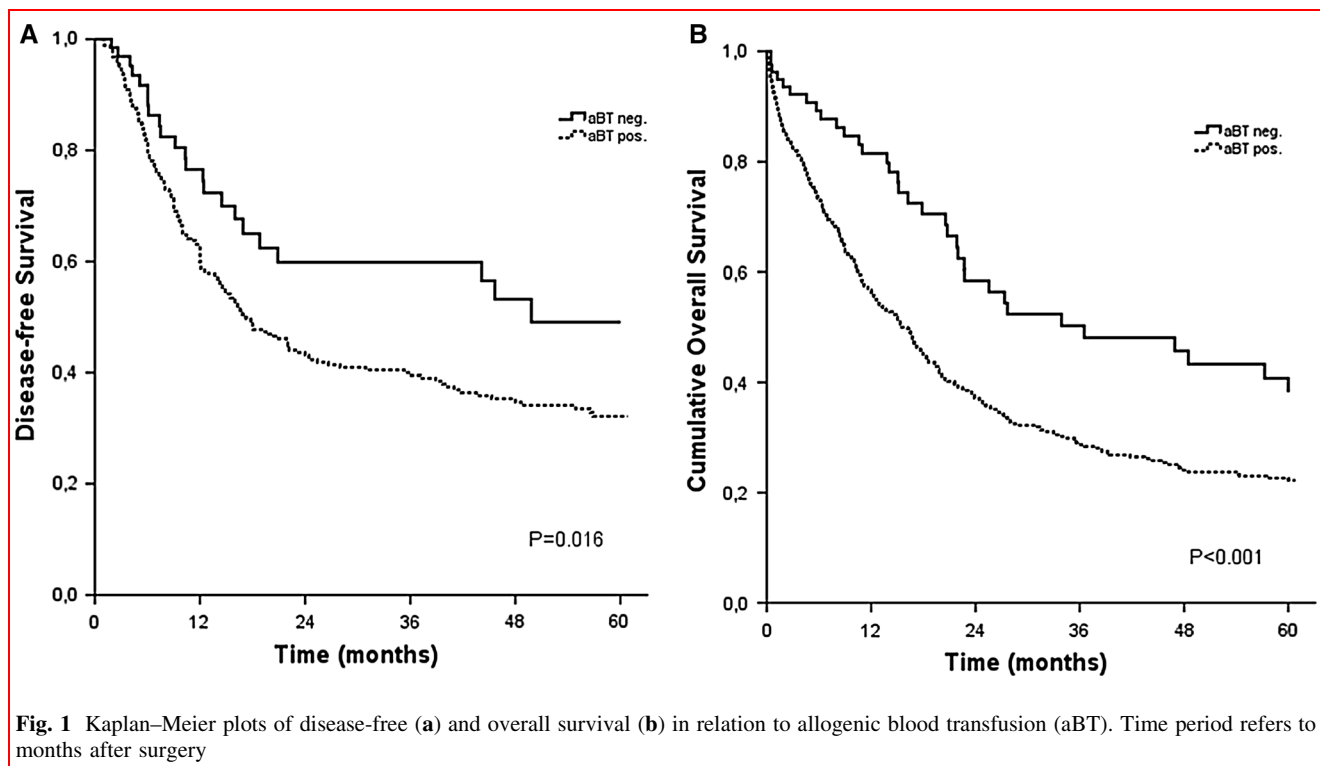 A
1,0
0,8
0,6
0,4
0,2
0,0
Disease-free Survival
aBT neg.
aBT pos.
P=0.016
0 12 24 36 48 60
Time (months)
B
1,0
0,8
0,6
0,4
0,2
0,0
Cumulative Overall Survival
aBT neg.
aBT pos.
P<0.001
0 12 24 36 48 60
Time (months)
Fig. 1 Kaplan–Meier plots of disease-free (a) and overall survival (b) in relation to allogenic blood transfusion (aBT). Time period refers to
months after surgery